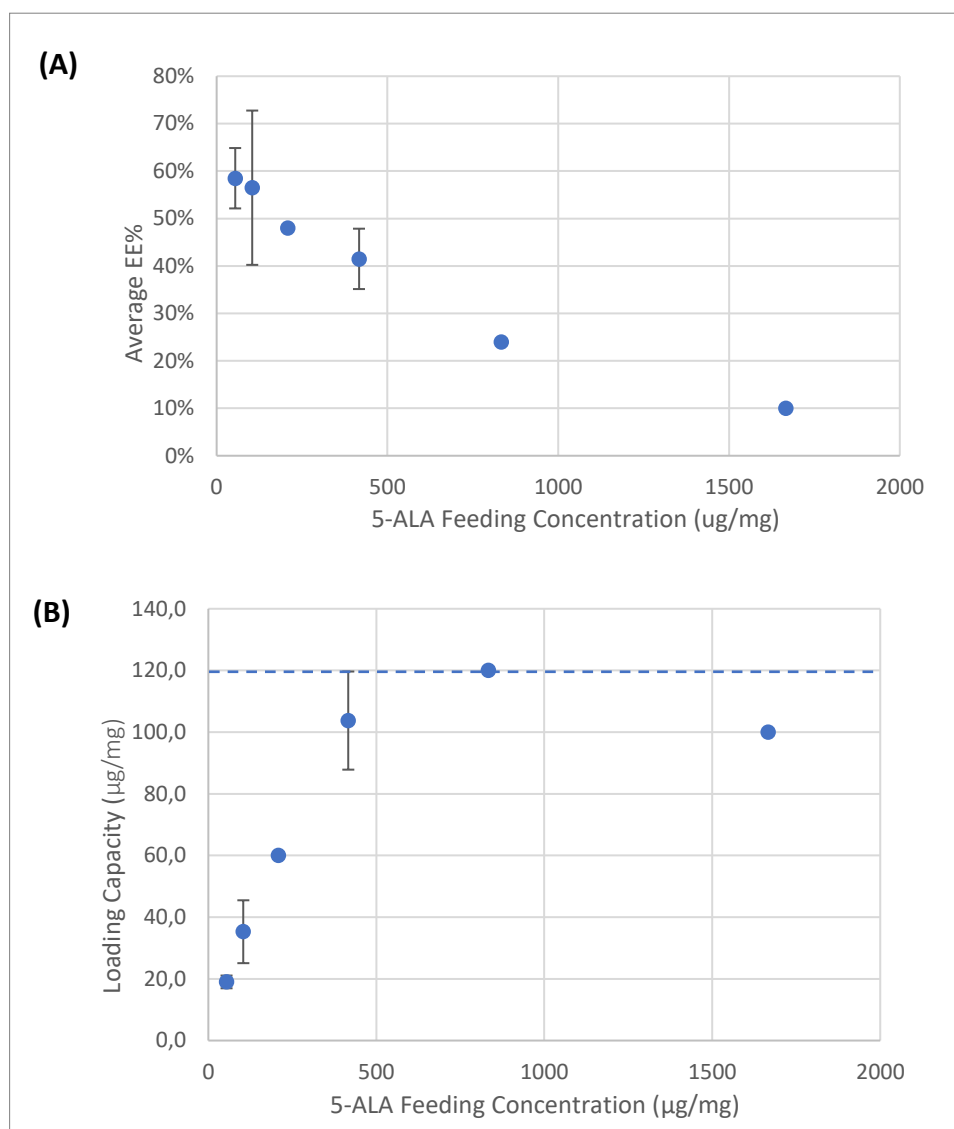 (A)
80%
70%
60%
50%
40%
30%
20%
10%
0%
Average EE%
0 500 1000 1500 2000
5-ALA Feeding Concentration (ug/mg)
(B)
140,0
120,0
100,0
80,0
60,0
40,0
20,0
0,0
Loading Capacity (µg/mg)
0 500 1000 1500 2000
5-ALA Feeding Concentration (µg/mg)